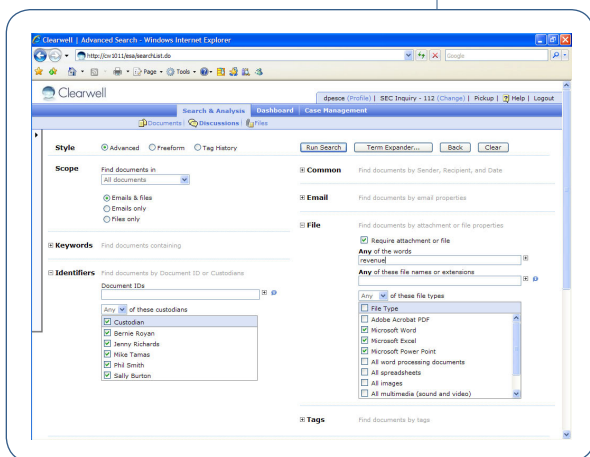 Clearwell | Advanced Search - Windows Internet Explorer
http://cw1011/esa/searchList.do
Google
Page
Tools
Clearwell
dpesce (Profile) | SEC Inquiry - 112 (Change) | Pickup | Help | Logout
Search & Analysis Dashboard | Case Management
Documents Discussions Files
Style Advanced Freeform Tag History Run Search Term Expander... Back Clear
Scope
Find documents in
All documents
Emails & files
Emails only
Files only
Keywords Find documents containing
Identifiers Find documents by Document ID or Custodians
Document IDs
Any of these custodians
Custodian
Bernie Royan
Jenny Richards
Mike Tamas
Phil Smith
Sally Burton
Common Find documents by Sender, Recipient, and Date
Email Find documents by email properties
File Find documents by attachment or file properties
Require attachment or file
Any of the words
revenue
Any of these file names or extensions
Any of these file types
File Type
Adobe Acrobat PDF
Microsoft Word
Microsoft Excel
Microsoft Power Point
All word processing documents
All spreadsheets
All images
All multimedia (sound and video)
Tags Find documents by tags